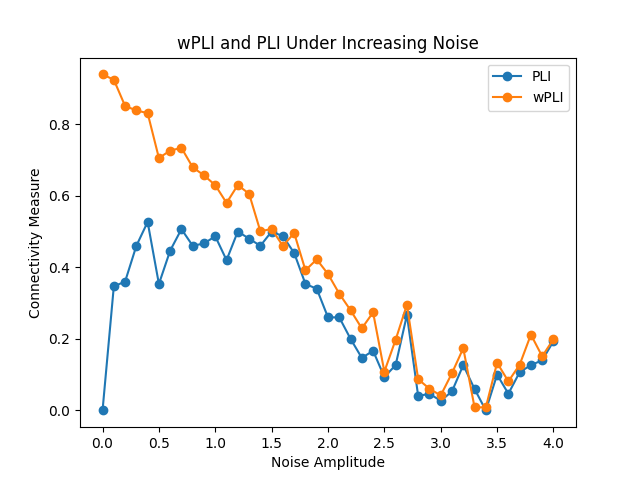 wPLI and PLI Under Increasing Noise
PLI
wPLI
Connectivity Measure
0.8
0.6
0.4
0.2
0.0
0.0 0.5 1.0 1.5 2.0 2.5 3.0 3.5 4.0
Noise Amplitude